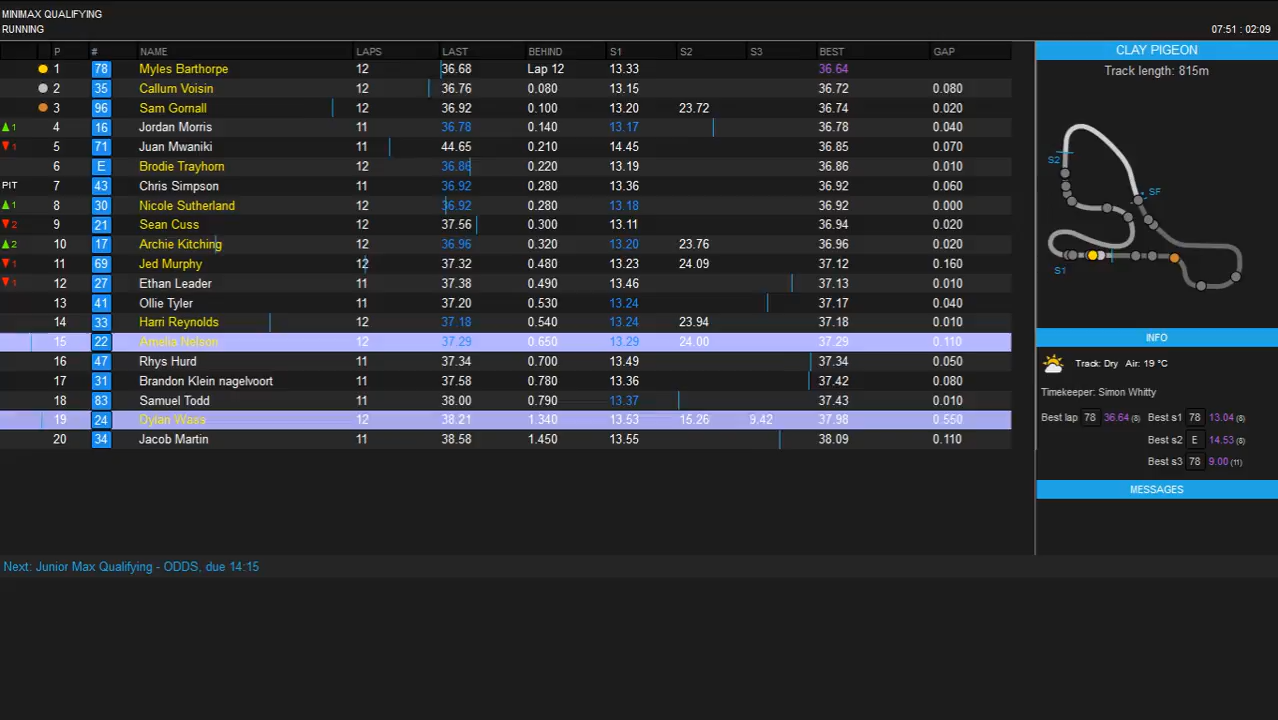 MINIMAX QUALIFYING
RUNNING
07:51 : 02:09
P # NAME LAPS LAST BEHIND S1 S2 S3 BEST GAP
1 78 Myles Barthorpe 12 36.68 Lap 12 13.33 36.64
2 35 Callum Voisin 12 36.76 0.080 13.15 36.72 0.080
3 96 Sam Gornall 12 36.92 0.100 13.20 23.72 36.74 0.020
1 4 16 Jordan Morris 11 36.78 0.140 13.17 36.78 0.040
1 5 71 Juan Mwaniki 11 44.65 0.210 14.45 36.85 0.070
6 E Brodie Trayhorn 12 36.86 0.220 13.19 36.86 0.010
PIT 7 43 Chris Simpson 11 36.92 0.280 13.36 36.92 0.060
1 8 30 Nicole Sutherland 12 36.92 0.280 13.18 36.92 0.000
2 9 21 Sean Cuss 12 37.56 0.300 13.11 36.94 0.020
2 10 17 Archie Kitching 12 36.96 0.320 13.20 23.76 36.96 0.020
1 11 69 Jed Murphy 12 37.32 0.480 13.23 24.09 37.12 0.160
1 12 27 Ethan Leader 11 37.38 0.490 13.46 37.13 0.010
13 41 Ollie Tyler 11 37.20 0.530 13.24 37.17 0.040
14 33 Harri Reynolds 12 37.18 0.540 13.24 23.94 37.18 0.010
15 22 Amelia Nelson 12 37.29 0.650 13.29 24.00 37.29 0.110
16 47 Rhys Hurd 11 37.34 0.700 13.49 37.34 0.050
17 31 Brandon Klein nagelvoort 11 37.58 0.780 13.36 37.42 0.080
18 83 Samuel Todd 11 38.00 0.790 13.37 37.43 0.010
19 24 Dylan Wass 12 38.21 1.340 13.53 15.26 9.42 37.98 0.550
20 34 Jacob Martin 11 38.58 1.450 13.55 38.09 0.110
Next: Junior Max Qualifying - ODDS, due 14:15
CLAY PIGEON
Track length: 815m
S2
SF
S1
INFO
Track: Dry Air: 19 °C
Timekeeper: Simon Whitty
Best lap 78 36.64 (8) Best s1 78 13.04 (8)
Best s2 E 14.53 (8)
Best s3 78 9.00 (11)
MESSAGES